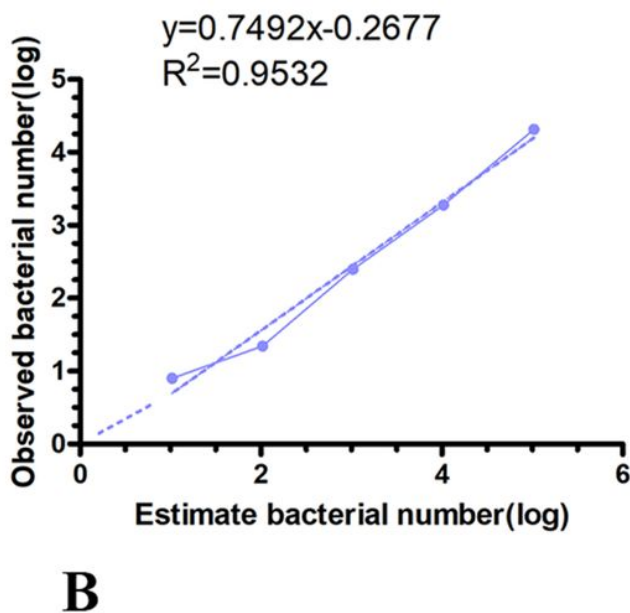 y=0.7492x-0.2677
R²=0.9532
Observed bacterial number(log)
5
4
3
2
1
0
0 2 4 6
Estimate bacterial number(log)
B